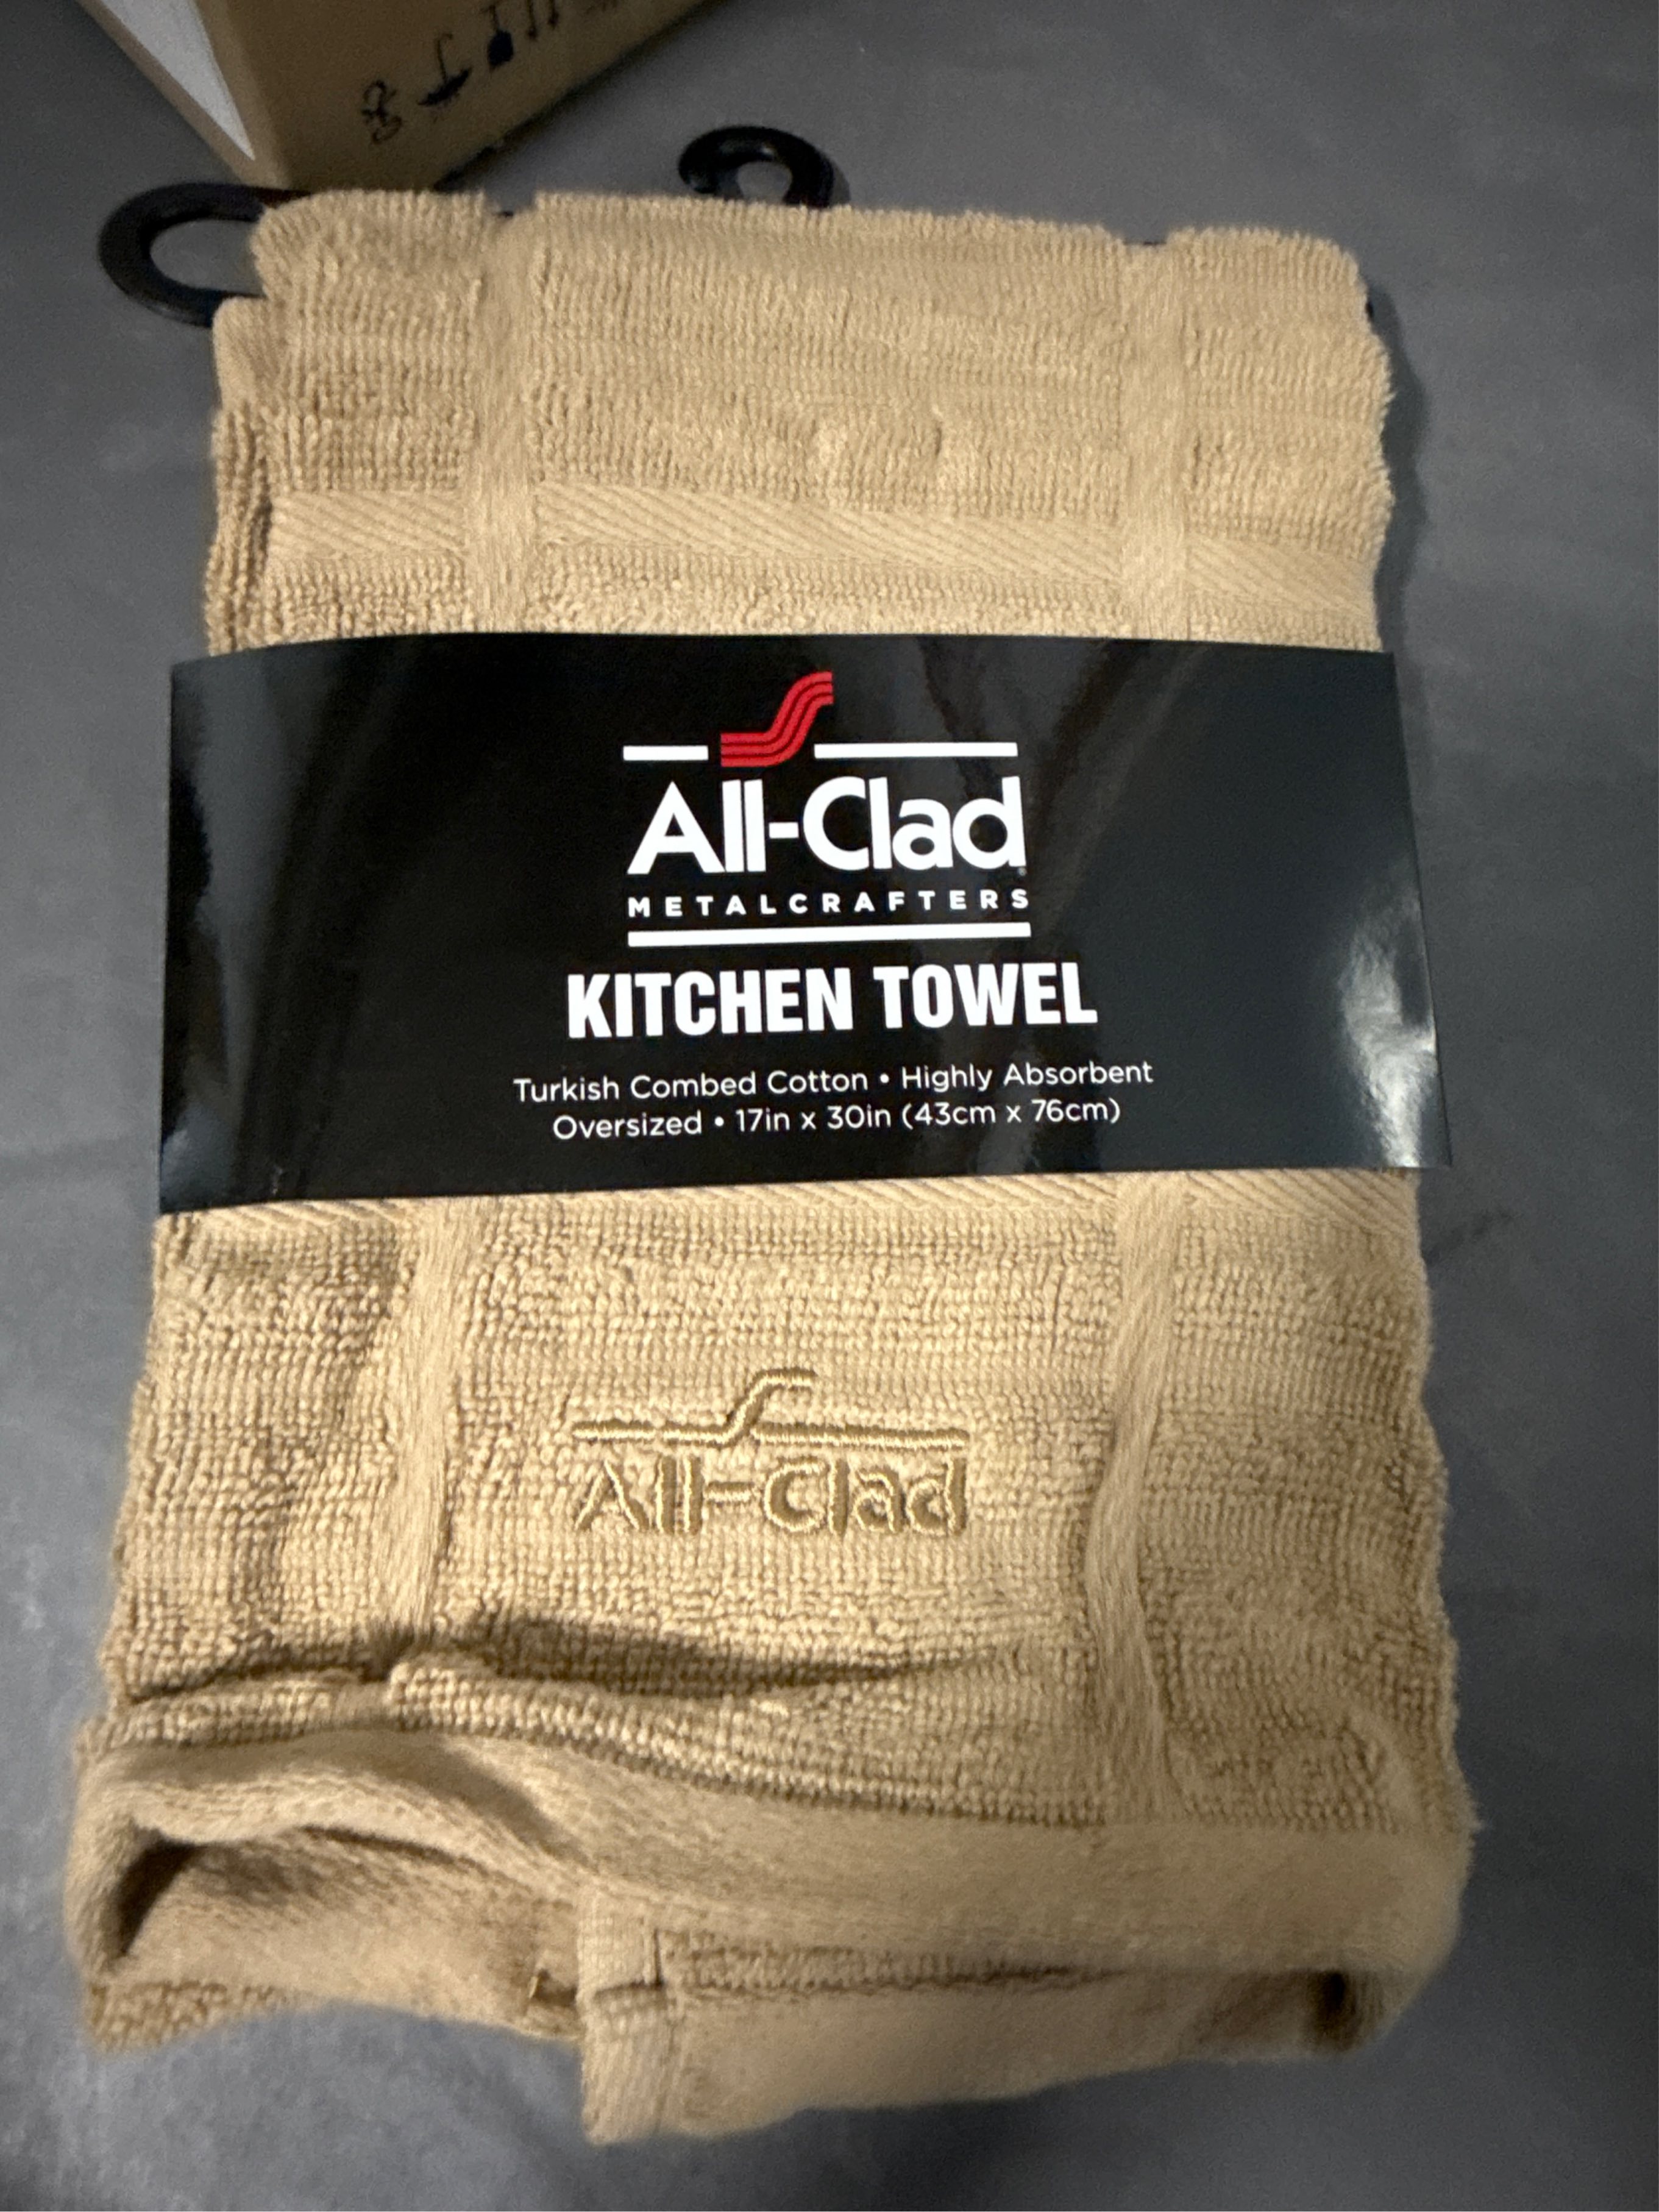 All-Clad
METALCRAFTERS
KITCHEN TOWEL
Turkish Combed Cotton • Highly Absorbent
Oversized • 17in x 30in (43cm x 76cm)
All-Clad